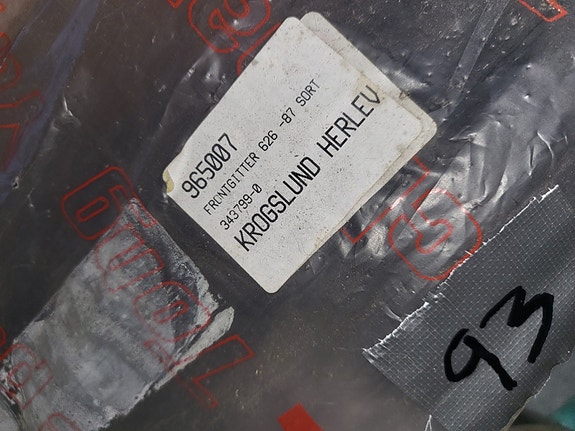 965007
FRONTGITTER 626 -87 SORT
343799-0
KROGSLUND HERLEV
93